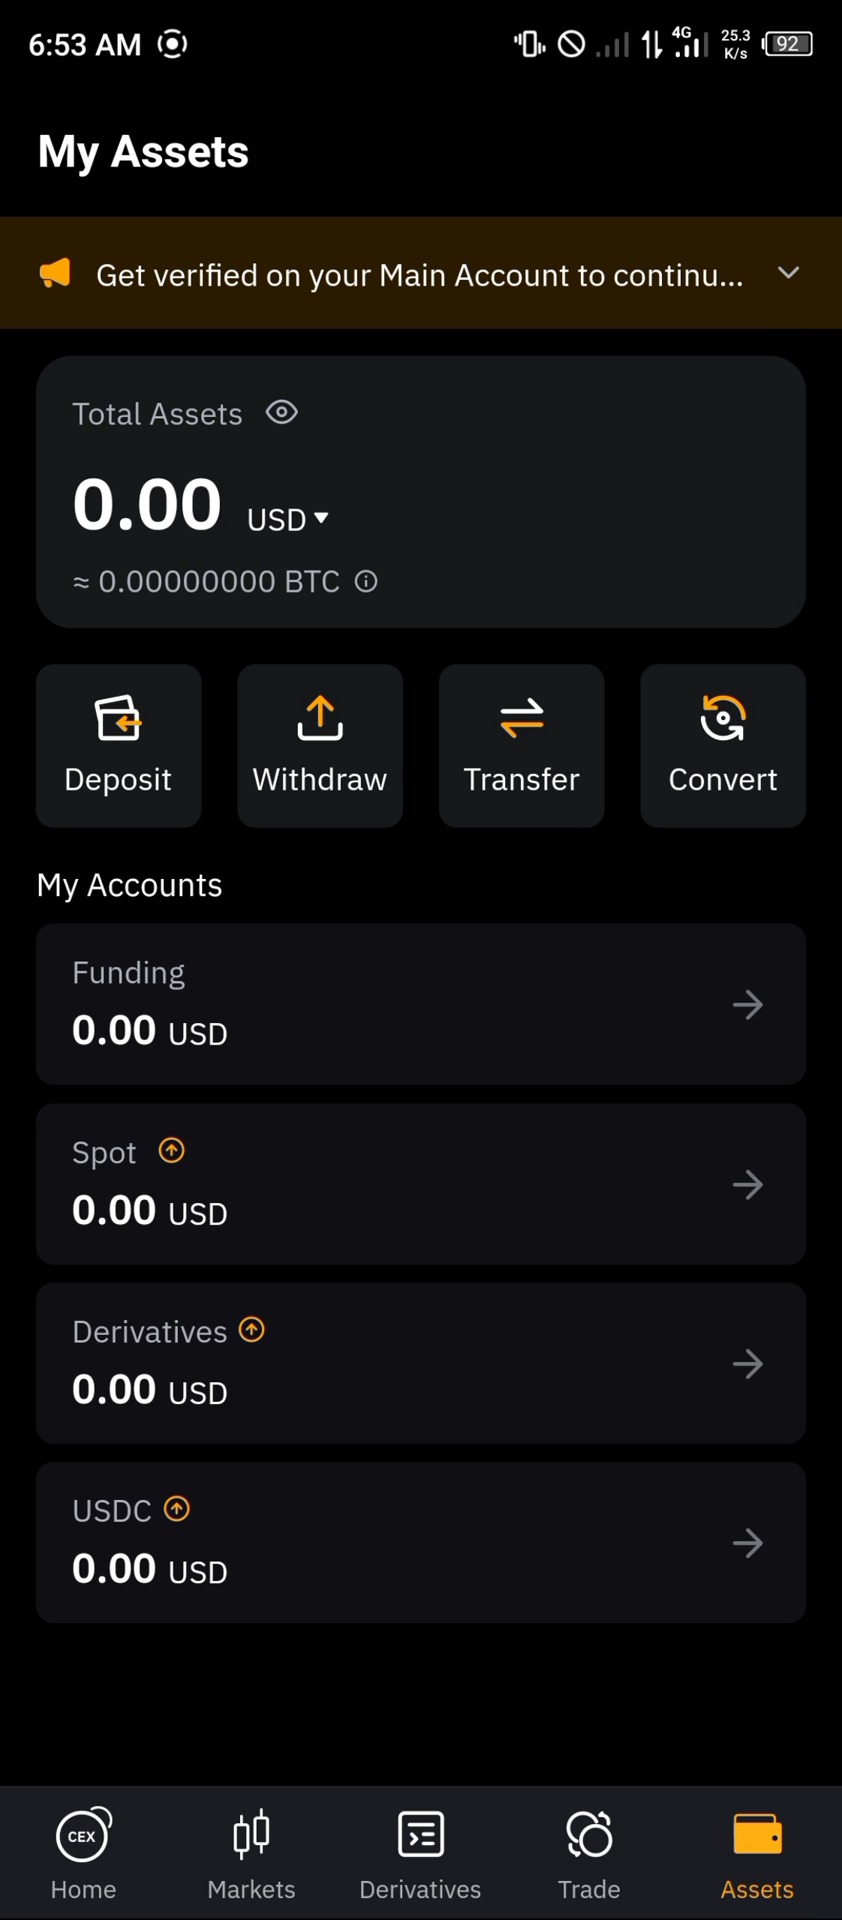 6:53 AM
4G
25.3
K/s
92
My Assets
Get verified on your Main Account to continu...
Total Assets
0.00 USD
≈ 0.00000000 BTC
Deposit Withdraw Transfer Convert
My Accounts
Funding
0.00 USD
Spot
0.00 USD
Derivatives
0.00 USD
USDC
0.00 USD
CEX
Home Markets Derivatives Trade Assets